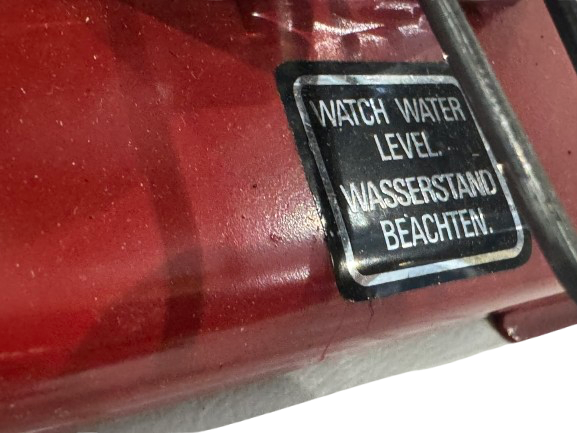 WATCH WATER
LEVEL.
WASSERSTAND
BEACHTEN.